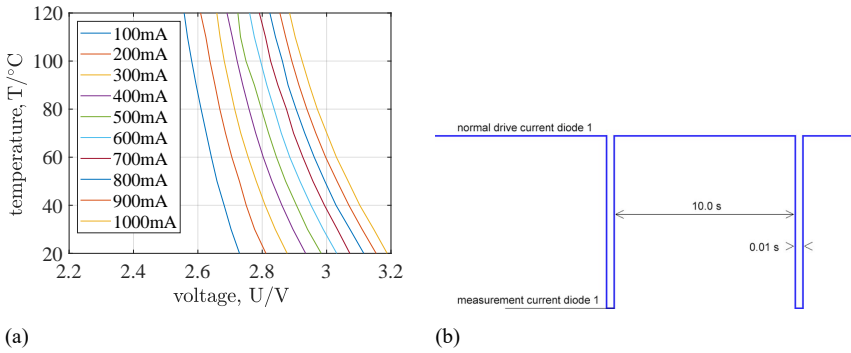 120
100
80
60
40
20
temperature, T/°C
100mA
200mA
300mA
400mA
500mA
600mA
700mA
800mA
900mA
1000mA
2.2 2.4 2.6 2.8 3 3.2
voltage, U/V
(a)
normal drive current diode 1
10.0 s
0.01 s
measurement current diode 1
(b)